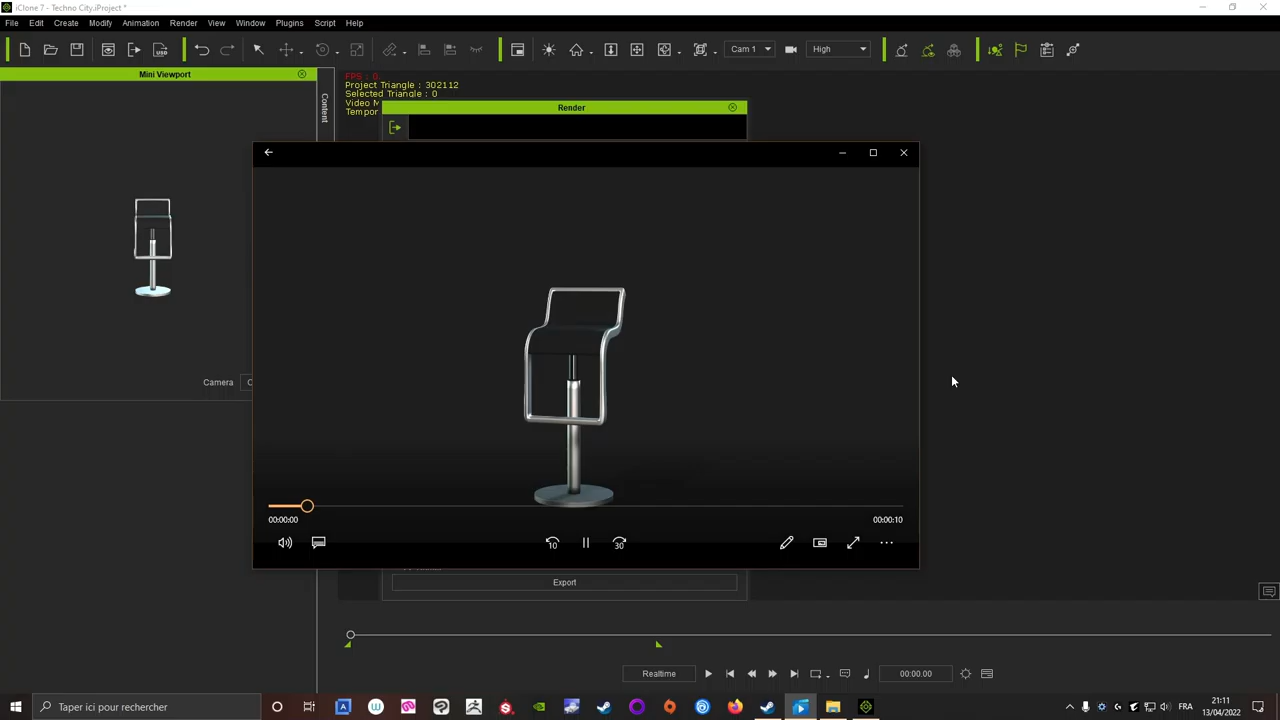 iClone 7 - Techno City.iProject *
File Edit Create Modify Animation Render View Window Plugins Script Help
Cam 1 High
Mini Viewport
Content
FPS : 0
Project Triangle : 302112
Selected Triangle : 0
Video M
Tempor
Render
Camera
00:00:00
00:00:10
10
30
Export
Realtime
00:00.00
Taper ici pour rechercher
FRA
21:11
13/04/2022